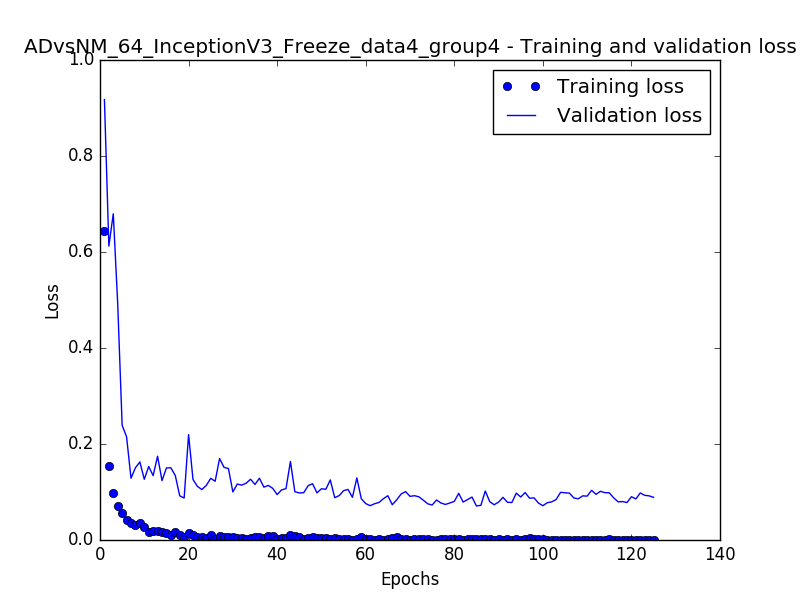 ADvsNM_64_InceptionV3_Freeze_data4_group4 - Training and validation loss
1.0
0.8
0.6
0.4
0.2
0.0
Loss
Training loss
Validation loss
0 20 40 60 80 100 120 140
Epochs